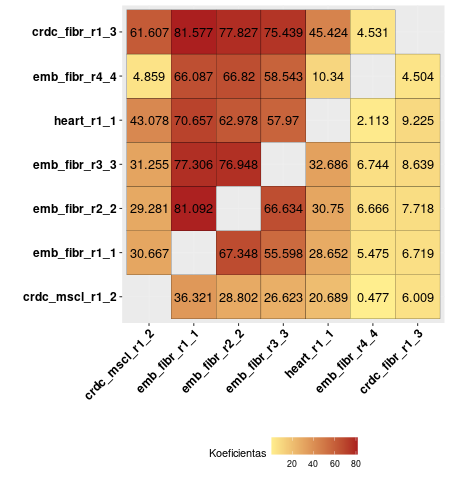 crdc_fibr_r1_3 61.607 81.577 77.827 75.439 45.424 4.531
emb_fibr_r4_4 4.859 66.087 66.82 58.543 10.34 4.504
heart_r1_1 43.078 70.657 62.978 57.97 2.113 9.225
emb_fibr_r3_3 31.255 77.306 76.948 32.686 6.744 8.639
emb_fibr_r2_2 29.281 81.092 66.634 30.75 6.666 7.718
emb_fibr_r1_1 30.667 67.348 55.598 28.652 5.475 6.719
crdc_mscl_r1_2 36.321 28.802 26.623 20.689 0.477 6.009
crdc_mscl_r1_2 emb_fibr_r1_1 emb_fibr_r2_2 emb_fibr_r3_3 heart_r1_1 emb_fibr_r4_4 crdc_fibr_r1_3
Koeficientas
20 40 60 80